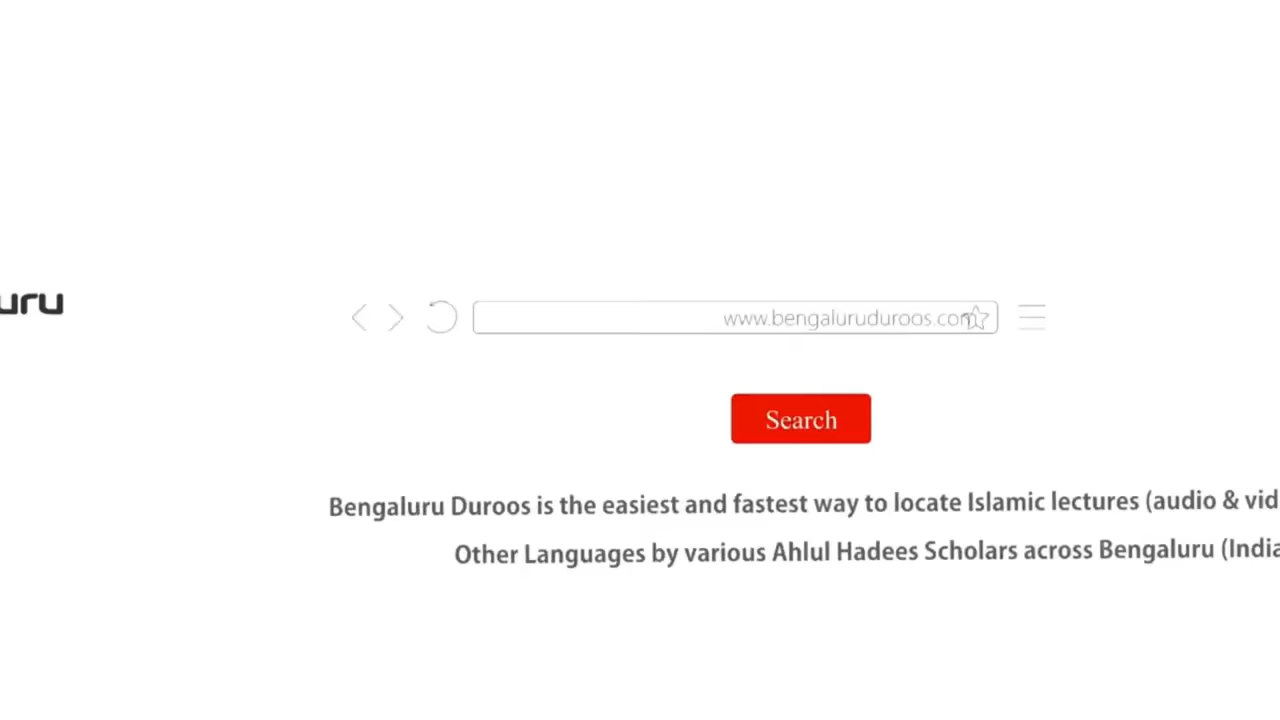 uru
www.bengaluruduroos.com
Search
Bengaluru Duroos is the easiest and fastest way to locate Islamic lectures (audio & vid
Other Languages by various Ahlul Hadees Scholars across Bengaluru (India